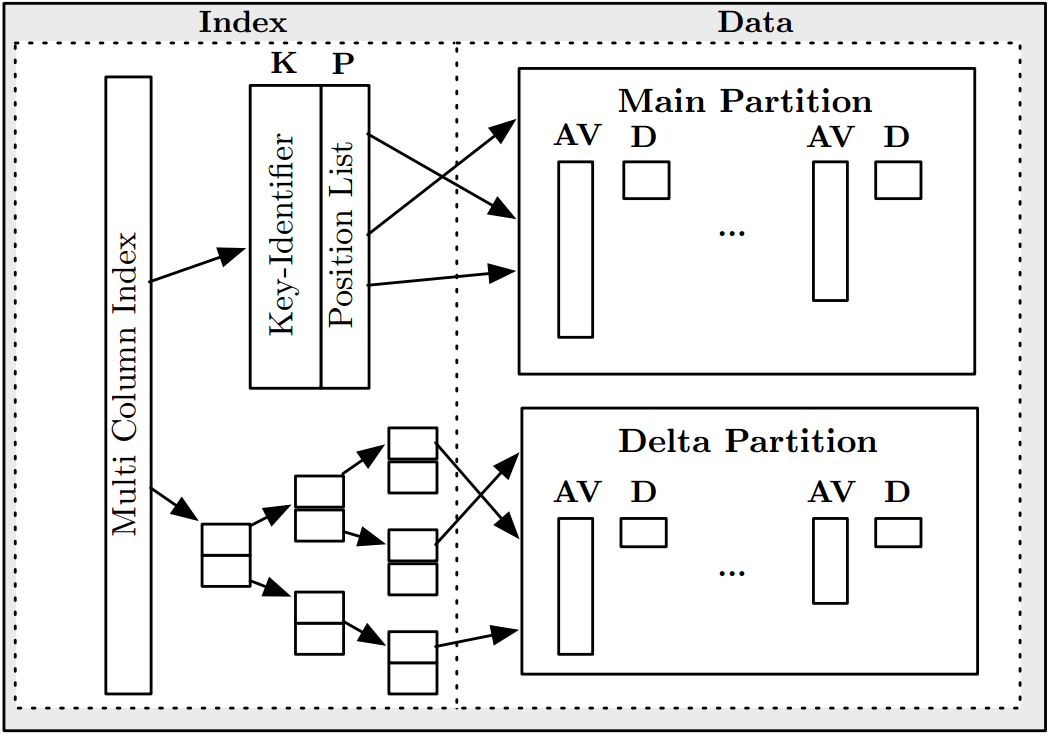 Index
Data
K P
Multi Column Index
Key-Identifier
Position List
Main Partition
AV D
AV D
...
Delta Partition
AV D
AV D
...